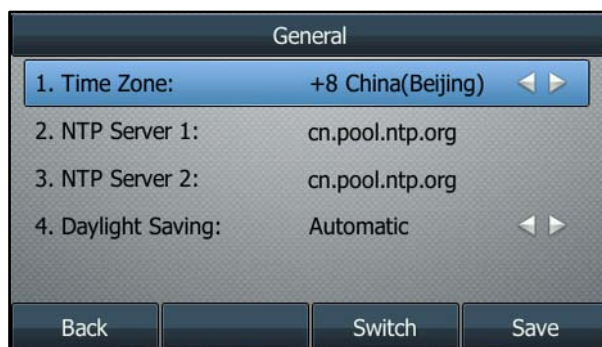 General
1. Time Zone: +8 China(Beijing)
2. NTP Server 1: cn.pool.ntp.org
3. NTP Server 2: cn.pool.ntp.org
4. Daylight Saving: Automatic
Back Switch Save